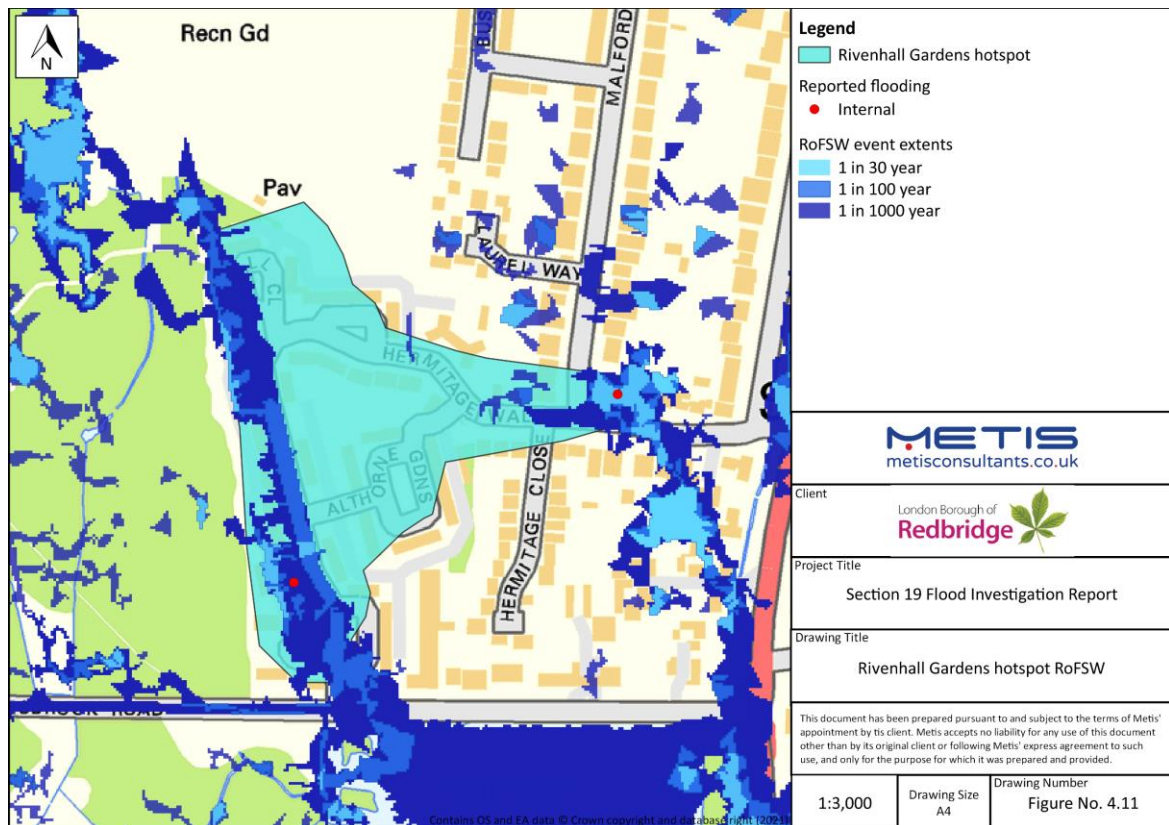 N
Recn Gd
BUS
MALFORD
Pav
LAUREL WAY
Y CL
HERMITAGE WALK
ALTHORNE GDNS
HERMITAGE CLOSE
S
Contains OS and EA data © Crown copyright and database right (2021)
Legend
Rivenhall Gardens hotspot
Reported flooding
Internal
RoFSW event extents
1 in 30 year
1 in 100 year
1 in 1000 year
METIS
metisconsultants.co.uk
Client
London Borough of
Redbridge
Project Title
Section 19 Flood Investigation Report
Drawing Title
Rivenhall Gardens hotspot RoFSW
This document has been prepared pursuant to and subject to the terms of Metis'
appointment by tis client. Metis accepts no liability for any use of this document
other than by its original client or following Metis' express agreement to such
use, and only for the purpose for which it was prepared and provided.
1:3,000
Drawing Size
A4
Drawing Number
Figure No. 4.11